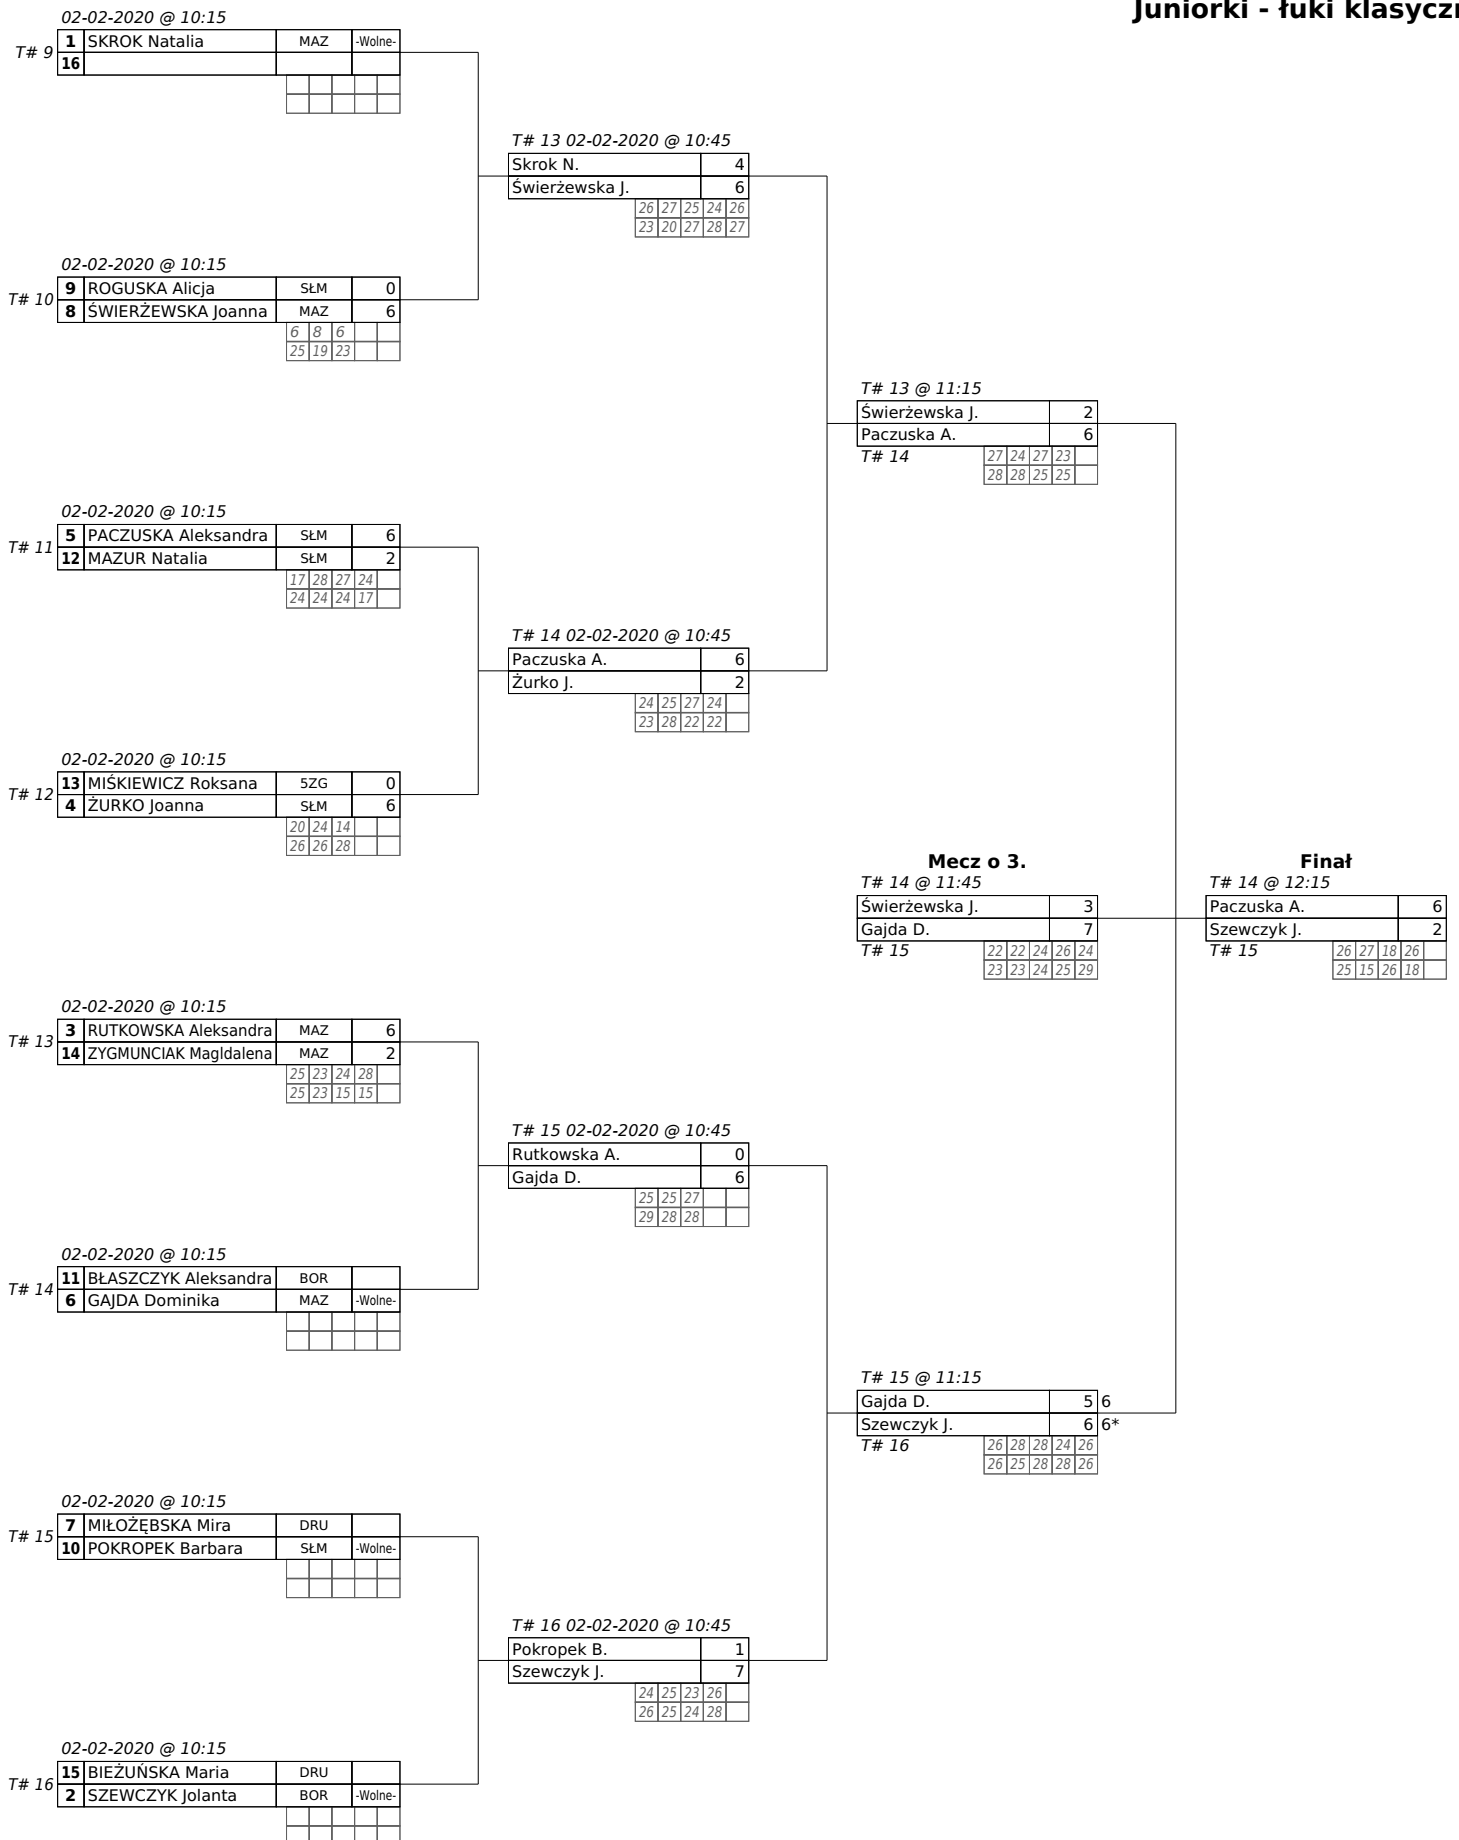 Juniorki - łuki
02-02-2020 @ 10:15
T# 9
1 SKROK Natalia MAZ -Wolne-
16
T# 13 02-02-2020 @ 10:45
Skrok N. 4
Świerżewska J. 6
26 27 25 24 26
23 20 27 28 27
02-02-2020 @ 10:15
T# 10
9 ROGUSKA Alicja SŁM 0
8 ŚWIERŻEWSKA Joanna MAZ 6
6 8 6
25 19 23
T# 13 @ 11:15
Świerżewska J. 2
Paczuska A. 6
T# 14
27 24 27 23
28 28 25 25
02-02-2020 @ 10:15
T# 11
5 PACZUSKA Aleksandra SŁM 6
12 MAZUR Natalia SŁM 2
17 28 27 24
24 24 24 17
T# 14 02-02-2020 @ 10:45
Paczuska A. 6
Żurko J. 2
24 25 27 24
23 28 22 22
02-02-2020 @ 10:15
T# 12
13 MIŚKIEWICZ Roksana 5ZG 0
4 ŻURKO Joanna SŁM 6
20 24 14
26 26 28
Mecz o 3.
T# 14 @ 11:45
Świerżewska J. 3
Gajda D. 7
T# 15
22 22 24 26 24
23 23 24 25 29
Finał
T# 14 @ 12:15
Paczuska A. 6
Szewczyk J. 2
T# 15
26 27 18 26
25 15 26 18
02-02-2020 @ 10:15
T# 13
3 RUTKOWSKA Aleksandra MAZ 6
14 ZYGMUNCIAK Magldalena MAZ 2
25 23 24 28
25 23 15 15
T# 15 02-02-2020 @ 10:45
Rutkowska A. 0
Gajda D. 6
25 25 27
29 28 28
02-02-2020 @ 10:15
T# 14
11 BŁASZCZYK Aleksandra BOR
6 GAJDA Dominika MAZ -Wolne-
T# 15 @ 11:15
Gajda D. 5 6
Szewczyk J. 6 6*
T# 16
26 28 28 24 26
26 25 28 28 26
02-02-2020 @ 10:15
T# 15
7 MIŁOŻĘBSKA Mira DRU
10 POKROPEK Barbara SŁM -Wolne-
T# 16 02-02-2020 @ 10:45
Pokropek B. 1
Szewczyk J. 7
24 25 23 26
26 25 24 28
02-02-2020 @ 10:15
T# 16
15 BIEŻUŃSKA Maria DRU
2 SZEWCZYK Jolanta BOR -Wolne-